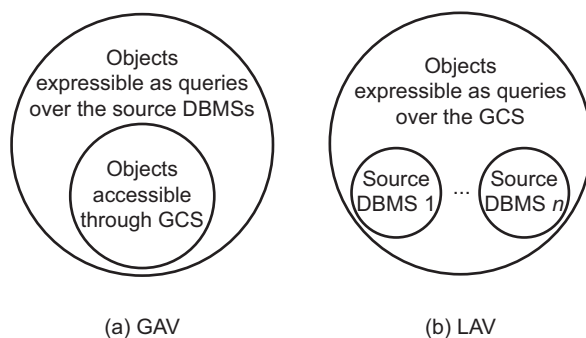 Objects
expressible as queries
over the source DBMSs
Objects
accessible
through GCS
(a) GAV
Objects
expressible as queries
over the GCS
Source
DBMS 1
...
Source
DBMS n
(b) LAV